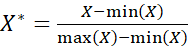 X* = X−min(X) / max(X)−min(X)